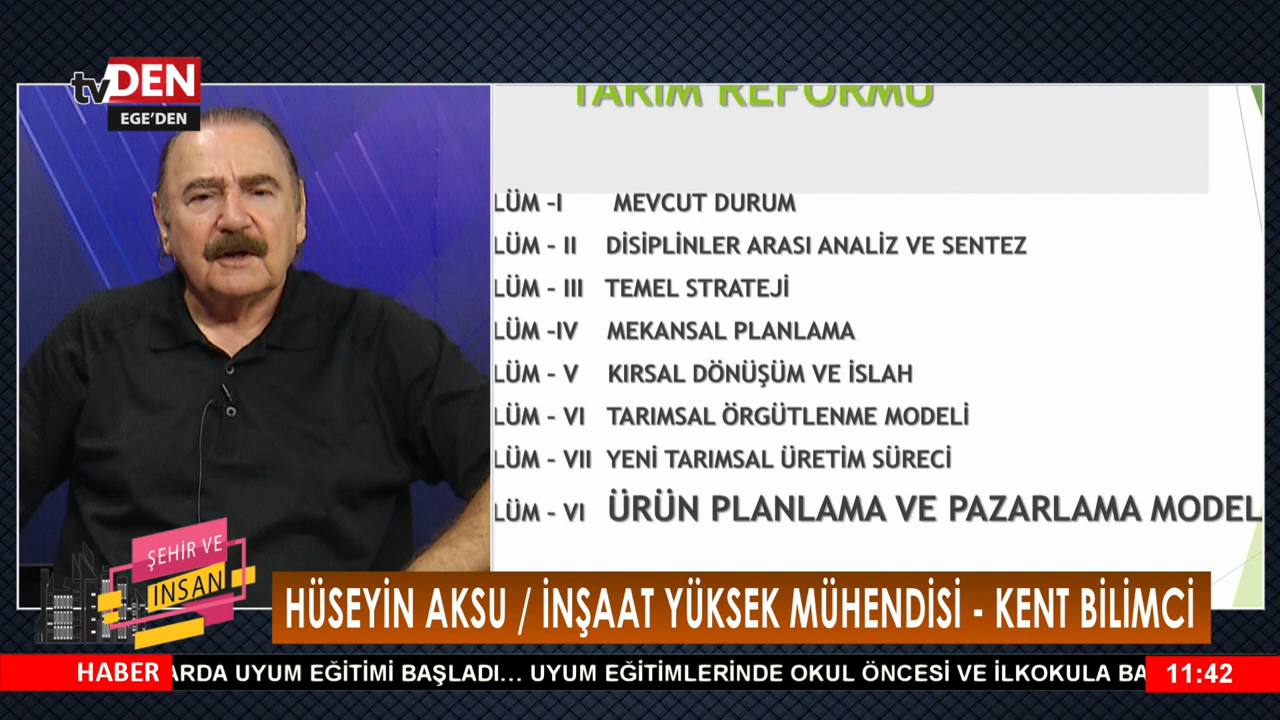 tvDEN
EGE'DEN
TARIM REFORMU
LÜM –I MEVCUT DURUM
LÜM – II DİSİPLİNLER ARASI ANALİZ VE SENTEZ
LÜM – III TEMEL STRATEJİ
LÜM –IV MEKANSAL PLANLAMA
LÜM – V KIRSAL DÖNÜŞÜM VE İSLAH
LÜM – VI TARIMSAL ÖRGÜTLENME MODELİ
LÜM – VII YENİ TARIMSAL ÜRETİM SÜRECİ
LÜM – VI ÜRÜN PLANLAMA VE PAZARLAMA MODEL
ŞEHİR VE
INSAN
HÜSEYİN AKSU / İNŞAAT YÜKSEK MÜHENDİSİ - KENT BİLİMCİ
HABER ARDA UYUM EĞİTİMİ BAŞLADI... UYUM EĞİTİMLERİNDE OKUL ÖNCESİ VE İLKOKULA BA 11:42